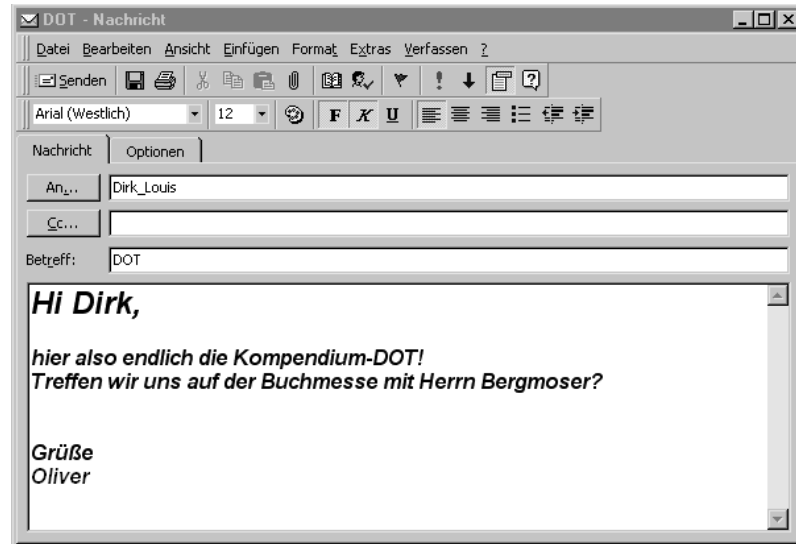 DOT - Nachricht
Datei Bearbeiten Ansicht Einfügen Format Extras Verfassen ?
Senden
Arial (Westlich) 12 F K U
Nachricht Optionen
An... Dirk_Louis
Cc...
Betreff: DOT
Hi Dirk,
hier also endlich die Kompendium-DOT!
Treffen wir uns auf der Buchmesse mit Herrn Bergmoser?
Grüße
Oliver